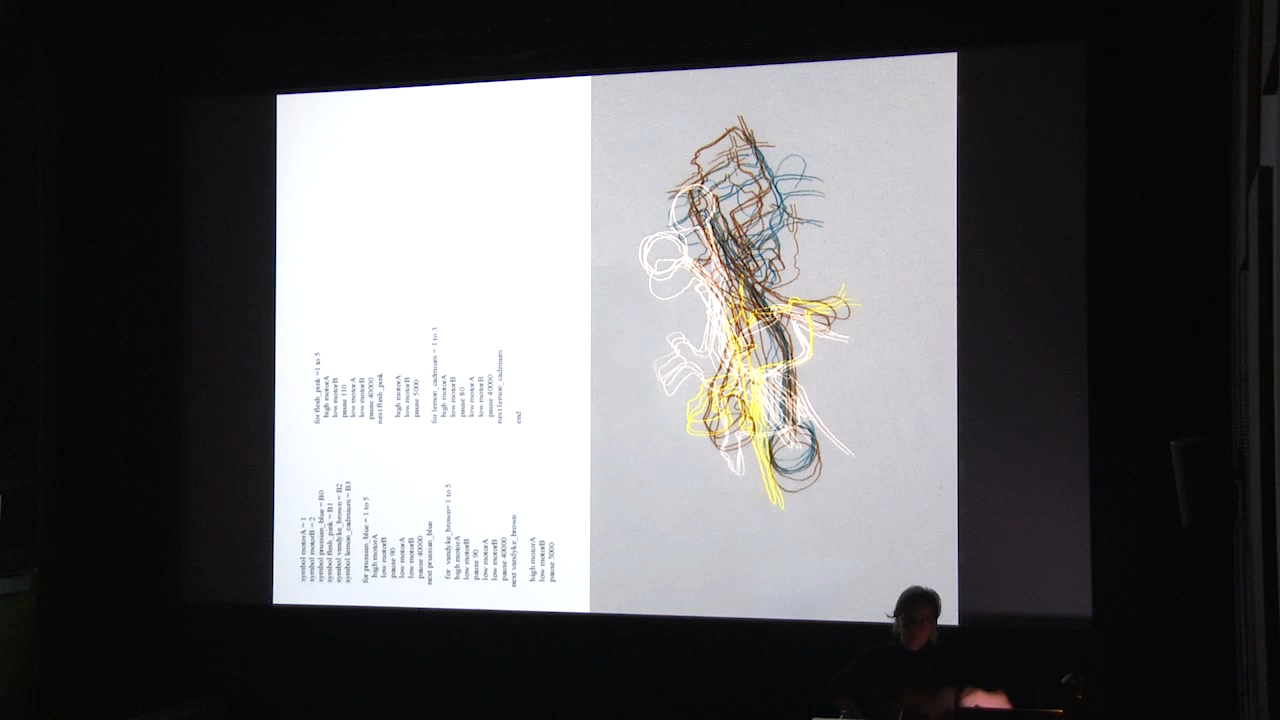 symbol motorA = 1
symbol motorB = 2
symbol prussian_blue = B0
symbol flesh_pink = B1
symbol vandyke_brown = B2
symbol lemon_cadmium = B3
for prussian_blue = 1 to 5
high motorA
low motorB
pause 90
low motorA
low motorB
pause 40000
next prussian_blue
for vandyke_brown= 1 to 5
high motorA
low motorB
pause 90
low motorA
low motorB
pause 40000
next vandyke_brown
high motorA
low motorB
pause 5000
for flesh_pink =1 to 5
high motorA
low motorB
pause 110
low motorA
low motorB
pause 40000
next flesh_pink
high motorA
low motorB
pause 5000
for lemon_cadmium = 1 to 3
high motorA
low motorB
pause 80
low motorA
low motorB
pause 40000
next lemon_cadmium
end